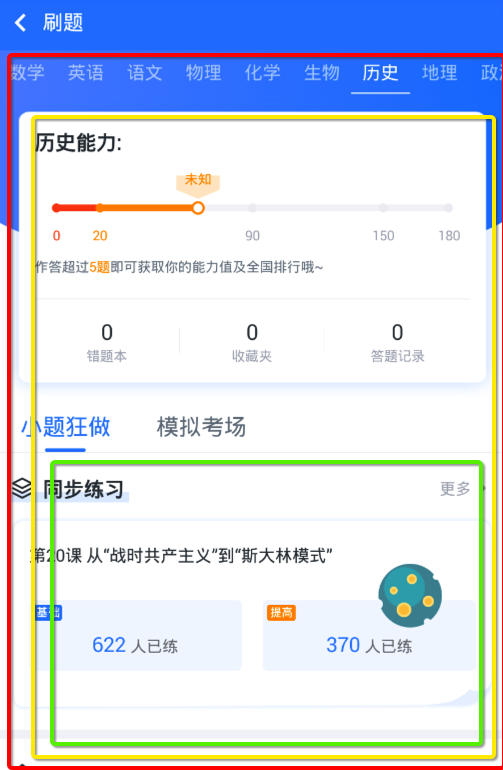 刷题
数学 英语 语文 物理 化学 生物 历史 地理 政
历史能力:
未知
0 20 90 150 180
作答超过5题即可获取你的能力值及全国排行哦~
0 0 0
错题本 收藏夹 答题记录
小题狂做 模拟考场
同步练习 更多
第20课 从“战时共产主义”到“斯大林模式”
基础 提高
622 人已练 370 人已练